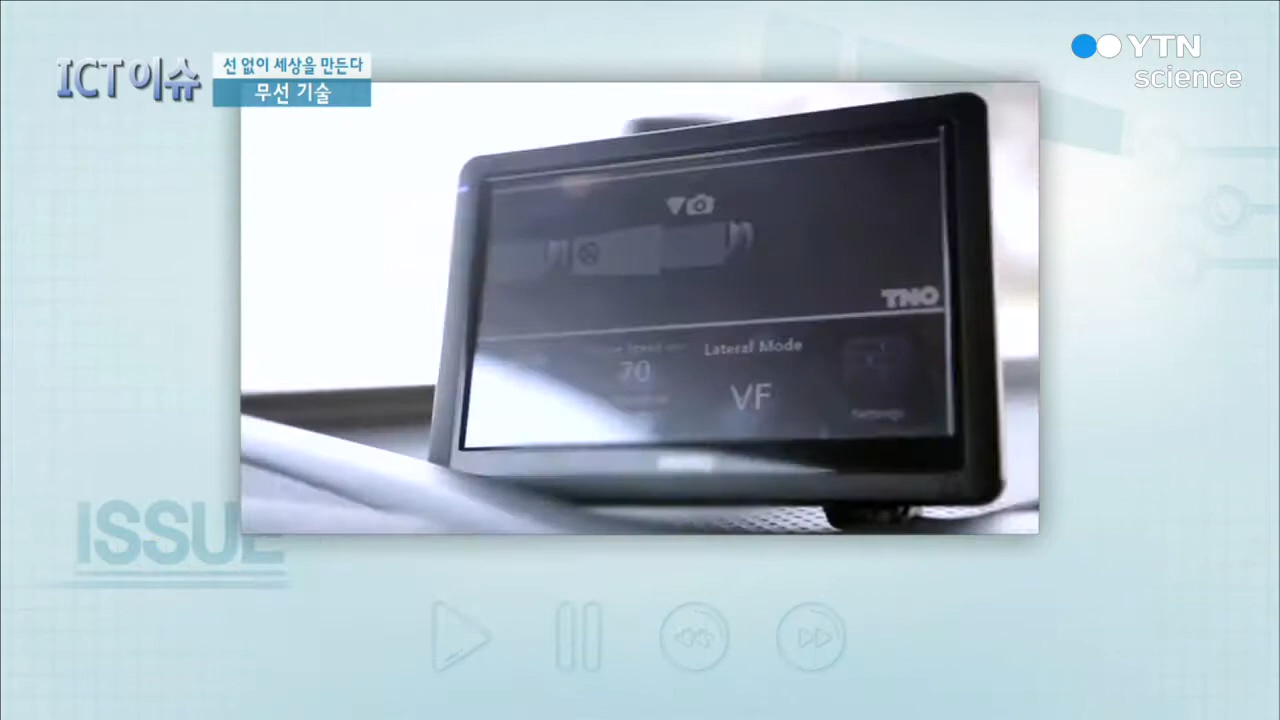 ICT이슈
선 없이 세상을 만든다
무선 기술
YTN
science
TNO
Lateral Mode
70
VF
Settings
ISSUE